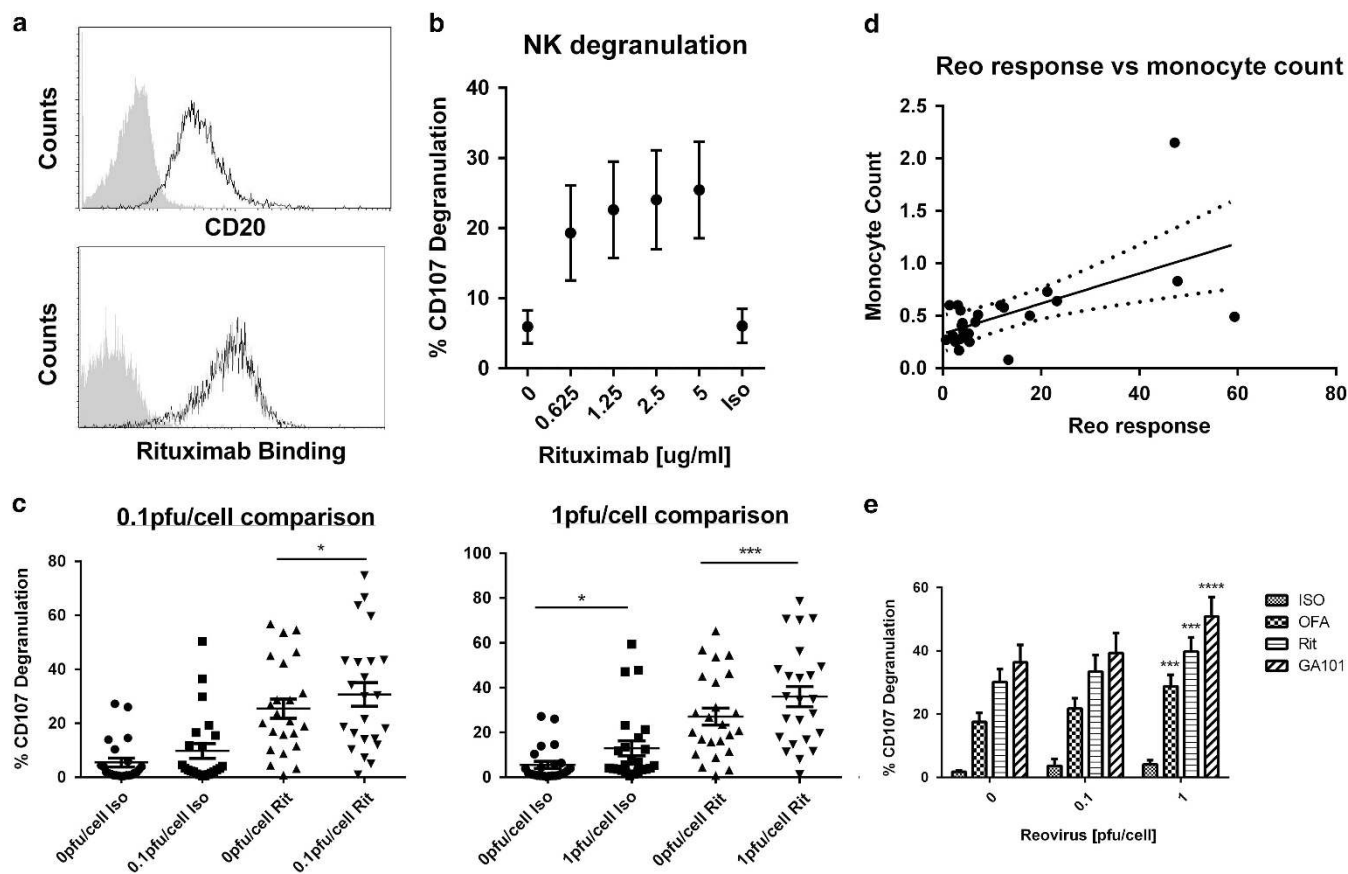 a
Counts
CD20
Counts
Rituximab Binding
b
NK degranulation
% CD107 Degranulation
40
30
20
10
0
0
0.625
1.25
2.5
5
Iso
Rituximab [ug/ml]
d
Reo response vs monocyte count
Monocyte Count
2.5
2.0
1.5
1.0
0.5
0.0
0
20
40
60
80
Reo response
c
0.1pfu/cell comparison
% CD107 Degranulation
80
60
40
20
0
*
0pfu/cell Iso
0.1pfu/cell Iso
0pfu/cell Rit
0.1pfu/cell Rit
1pfu/cell comparison
100
80
60
40
20
0
*
***
0pfu/cell Iso
1pfu/cell Iso
0pfu/cell Rit
1pfu/cell Rit
e
% CD107 Degranulation
60
40
20
0
***
***
****
0
0.1
1
Reovirus [pfu/cell]
ISO
OFA
Rit
GA101